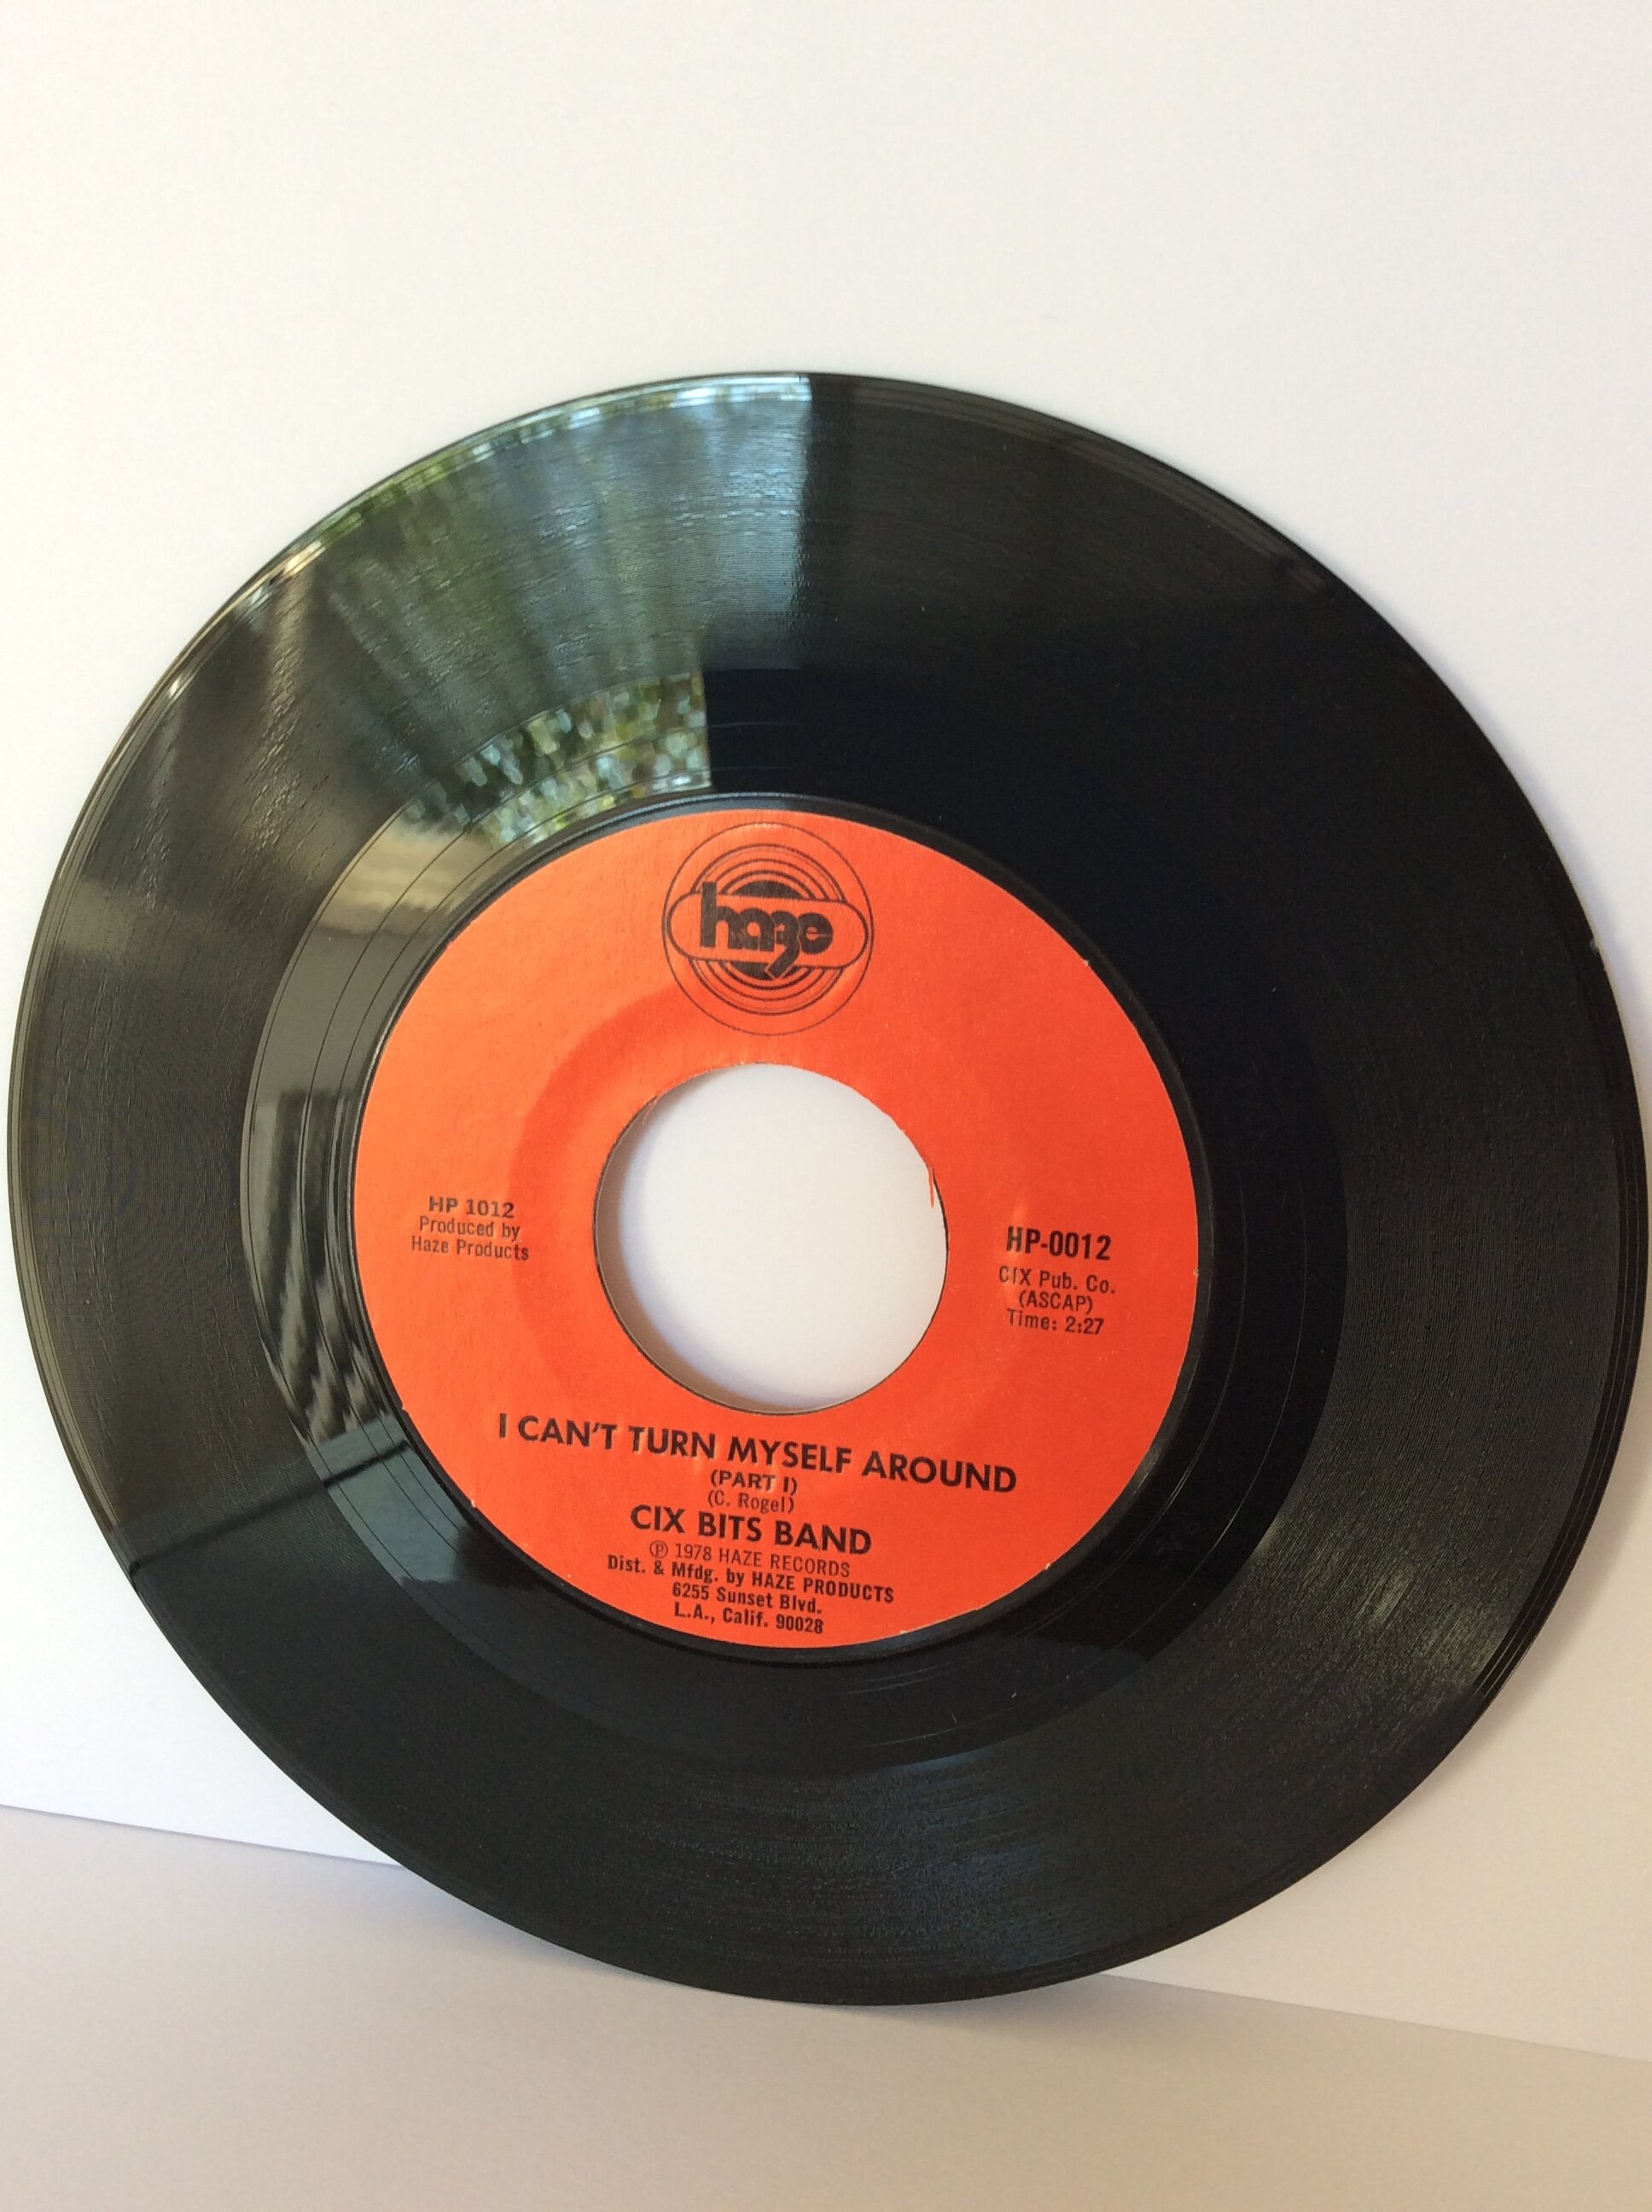 haze
HP 1012
Produced by
Haze Products
HP-0012
CIX Pub. Co.
(ASCAP)
Time: 2:27
I CAN'T TURN MYSELF AROUND
(PART I)
(C. Rogel)
CIX BITS BAND
Ⓟ 1978 HAZE RECORDS
Dist. & Mfdg. by HAZE PRODUCTS
6255 Sunset Blvd.
L.A., Calif. 90028